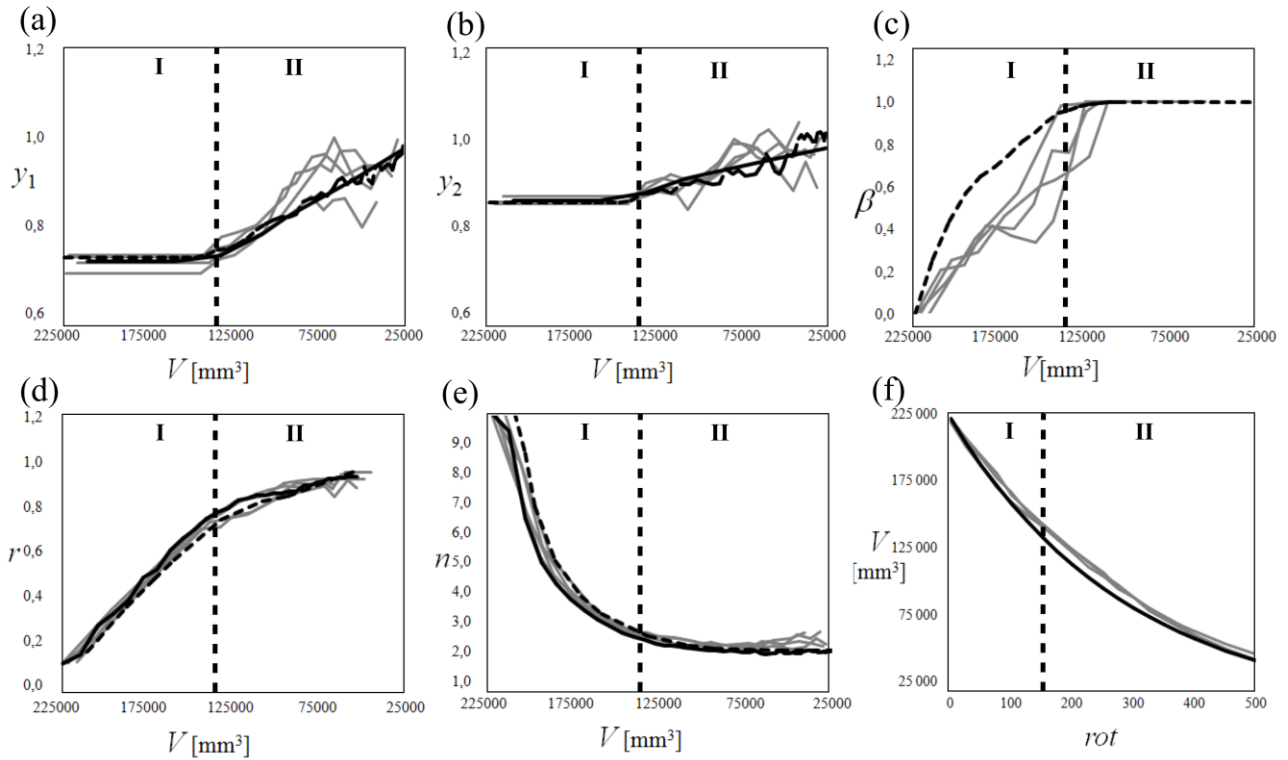 (a)
1,2
1,0
0,8
0,6
y1
I
II
225000 175000 125000 75000 25000
V [mm³]
(b)
1,2
1,0
0,8
0,6
y2
I
II
225000 175000 125000 75000 25000
V [mm³]
(c)
1,2
1,0
0,8
0,6
0,4
0,2
0,0
β
I
II
225000 175000 125000 75000 25000
V[mm³]
(d)
1,2
1,0
0,8
0,6
0,4
0,2
0,0
r
I
II
225000 175000 125000 75000 25000
V [mm³]
(e)
9,0
8,0
7,0
6,0
5,0
4,0
3,0
2,0
1,0
n
I
II
225000 175000 125000 75000 25000
V [mm³]
(f)
225 000
175 000
125 000
75 000
25 000
V
[mm³]
I
II
0 100 200 300 400 500
rot